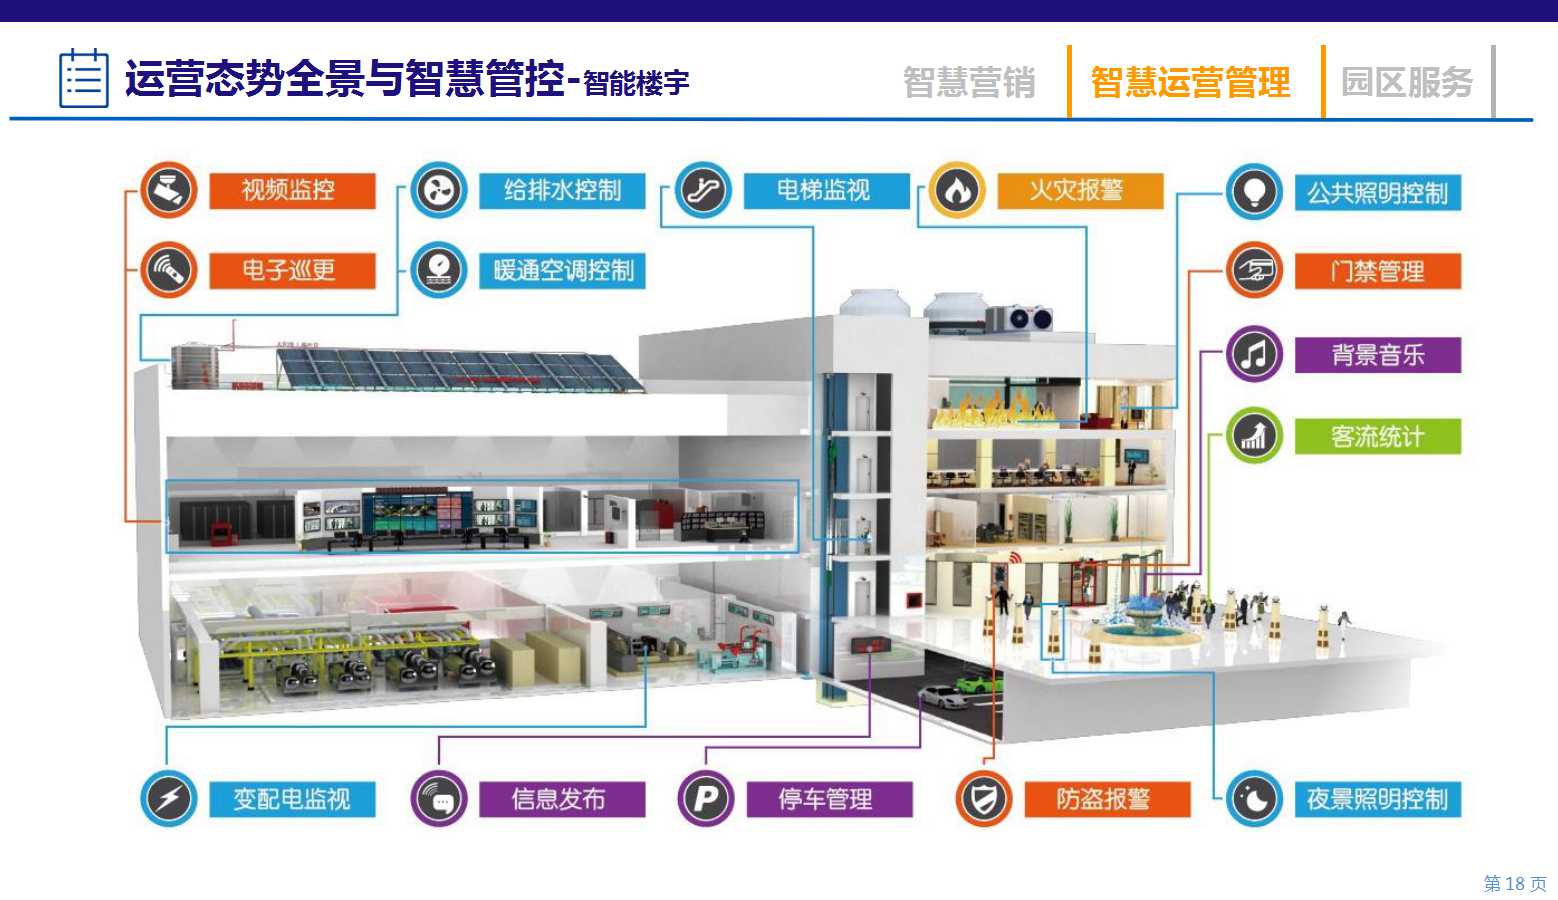 运营态势全景与智慧管控-智能楼宇
智慧营销
智慧运营管理
园区服务
视频监控
给排水控制
电梯监视
火灾报警
公共照明控制
电子巡更
暖通空调控制
门禁管理
背景音乐
客流统计
变配电监视
信息发布
P
停车管理
防盗报警
夜景照明控制
第 18 页